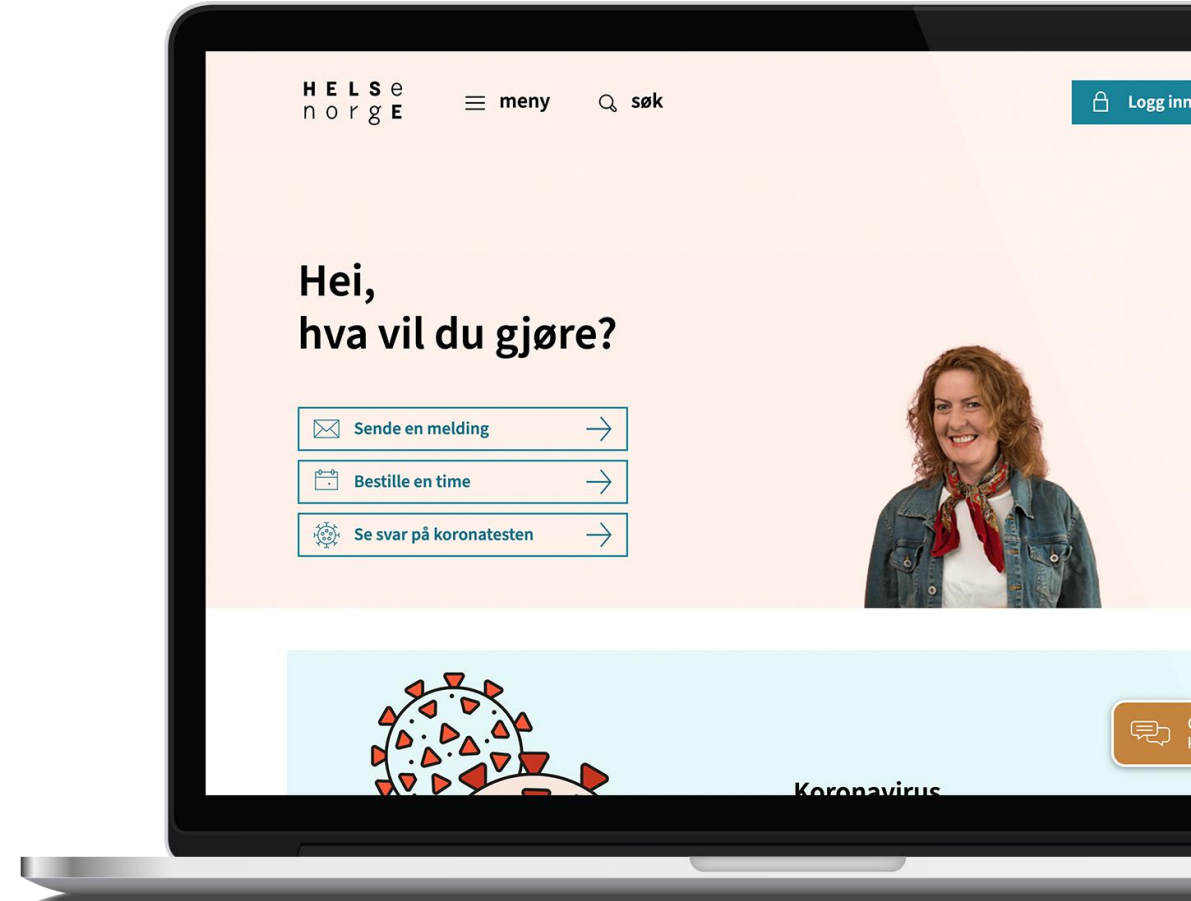 HELSe
norgE
meny
søk
Logg inn
Hei,
hva vil du gjøre?
Sende en melding
Bestille en time
Se svar på koronatesten
Koronavirus